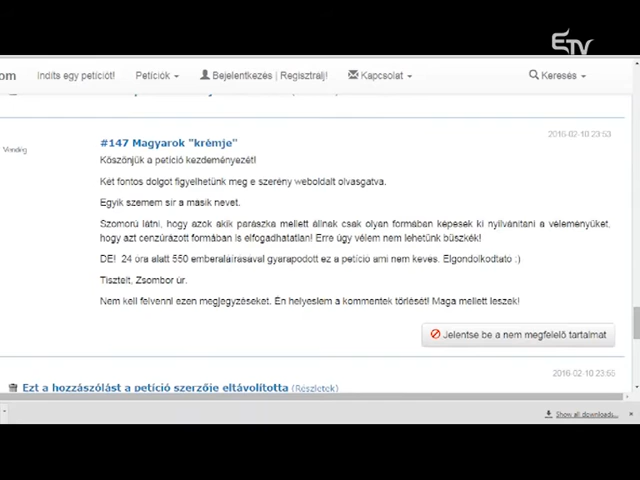 ETV
om Indíts egy petíciót! Petíciók Bejelentkezés | Regisztrálj! Kapcsolat Keresés
2016-02-10 23:53
#147 Magyarok "krémje"
Vendég
Köszönjük a petíció kezdeményezét!
Két fontos dolgot figyelhetünk meg e szerény weboldalt olvasgatva.
Egyik szemem sír a másik nevet.
Szomorú látni, hogy azok akik parászka mellett állnak csak olyan formában képesek ki nyilvánítani a véleményüket,
hogy azt cenzúrázott formában is elfogadhatatlan! Erre úgy vélem nem lehetünk büszkék!
DE! 24 óra alatt 550 emberaláírásával gyarapodott ez a petíció ami nem kevés. Elgondolkodtató :)
Tisztelt, Zsombor úr.
Nem kell felvenni ezen megjegyzéseket. Én helyeslem a kommentek törlését! Maga mellett leszek!
Jelentse be a nem megfelelő tartalmat
2016-02-10 23:55
Ezt a hozzászólást a petíció szerzője eltávolította (Részletek)
Show all downloads...